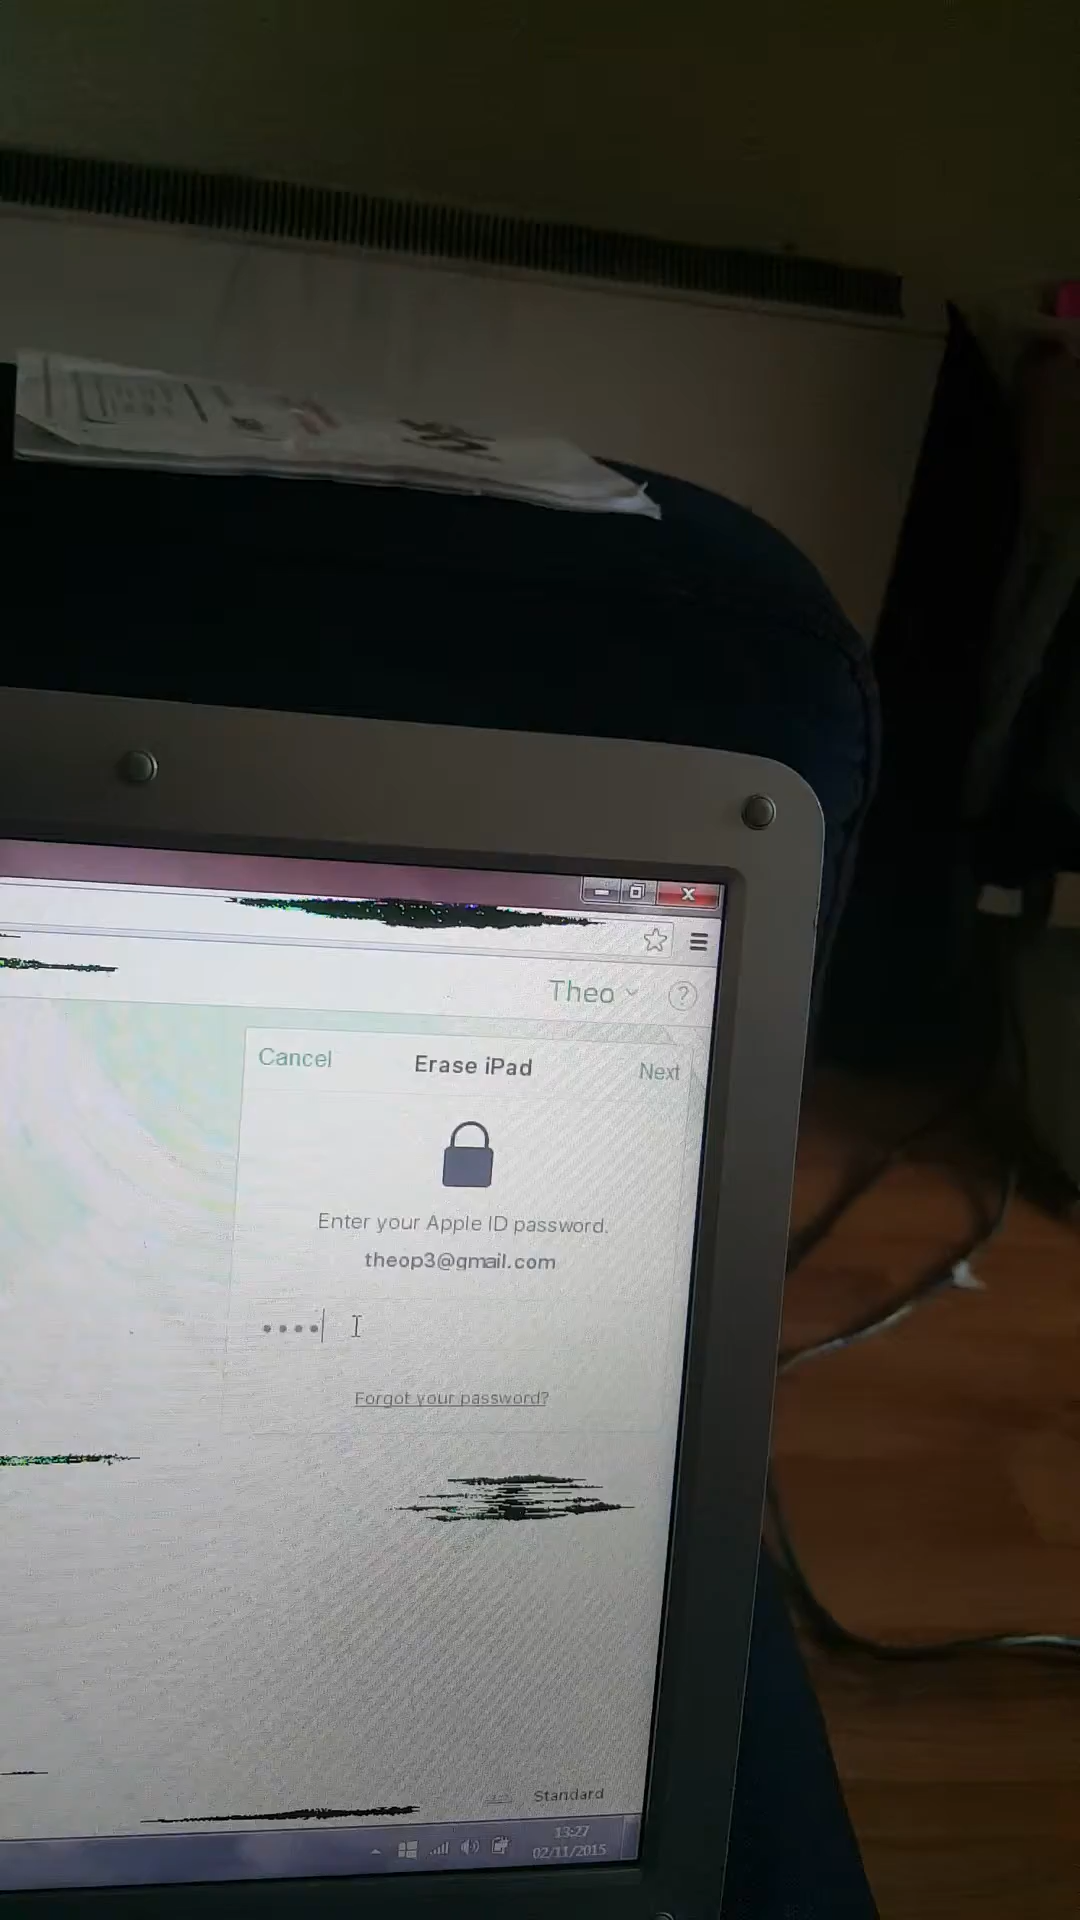 Theo
?
Cancel
Erase iPad
Next
Enter your Apple ID password.
theop3@gmail.com
Forgot your password?
Standard
13:27
02/11/2015